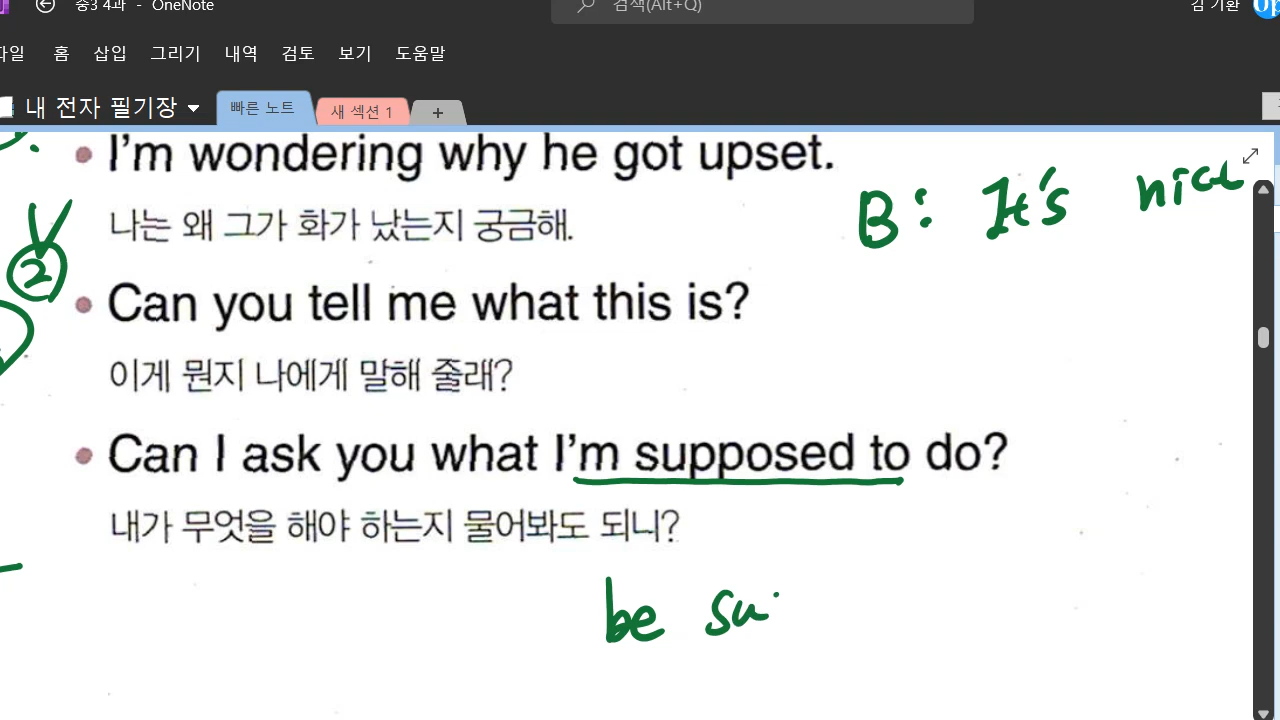 중3 4과 - OneNote
검색(Alt+Q)
김 기환
파일 홈 삽입 그리기 내역 검토 보기 도움말
내 전자 필기장 빠른 노트 새 섹션 1 +
• I'm wondering why he got upset.
나는 왜 그가 화가 났는지 궁금해.
B: It's nice
②
• Can you tell me what this is?
이게 뭔지 나에게 말해 줄래?
• Can I ask you what I'm supposed to do?
내가 무엇을 해야 하는지 물어봐도 되니?
be su